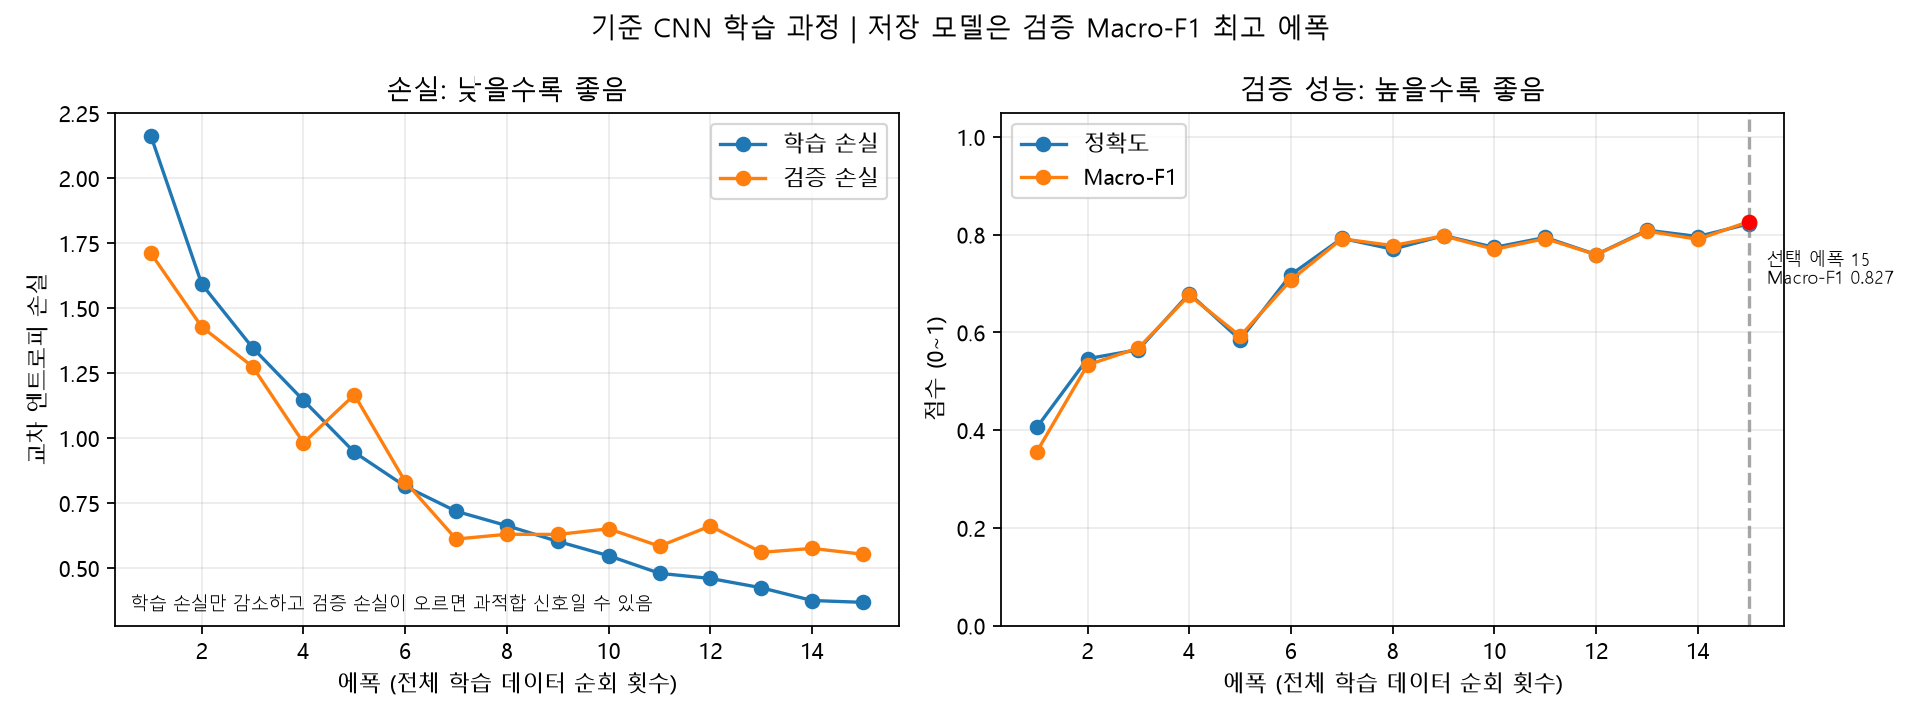 기준 CNN 학습 과정 | 저장 모델은 검증 Macro-F1 최고 에폭
손실: 낮을수록 좋음
2.25
2.00
1.75
1.50
1.25
1.00
0.75
0.50
교차 엔트로피 손실
학습 손실
검증 손실
학습 손실만 감소하고 검증 손실이 오르면 과적합 신호일 수 있음
2 4 6 8 10 12 14
에폭 (전체 학습 데이터 순회 횟수)
검증 성능: 높을수록 좋음
1.0
0.8
0.6
0.4
0.2
0.0
점수 (0~1)
정확도
Macro-F1
선택 에폭 15
Macro-F1 0.827
2 4 6 8 10 12 14
에폭 (전체 학습 데이터 순회 횟수)